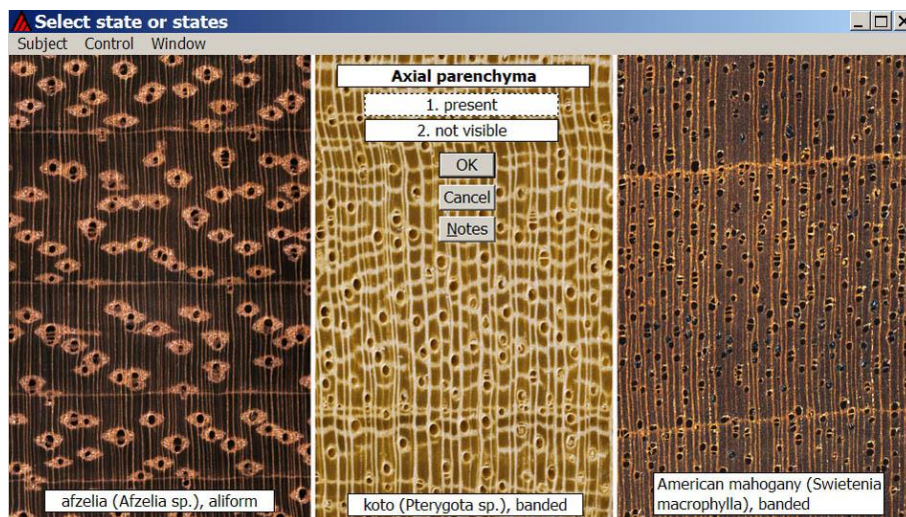 Select state or states
Subject Control Window
Axial parenchyma
1. present
2. not visible
OK
Cancel
Notes
afzelia (Afzelia sp.), aliform
koto (Pterygota sp.), banded
American mahogany (Swietenia
macrophylla), banded